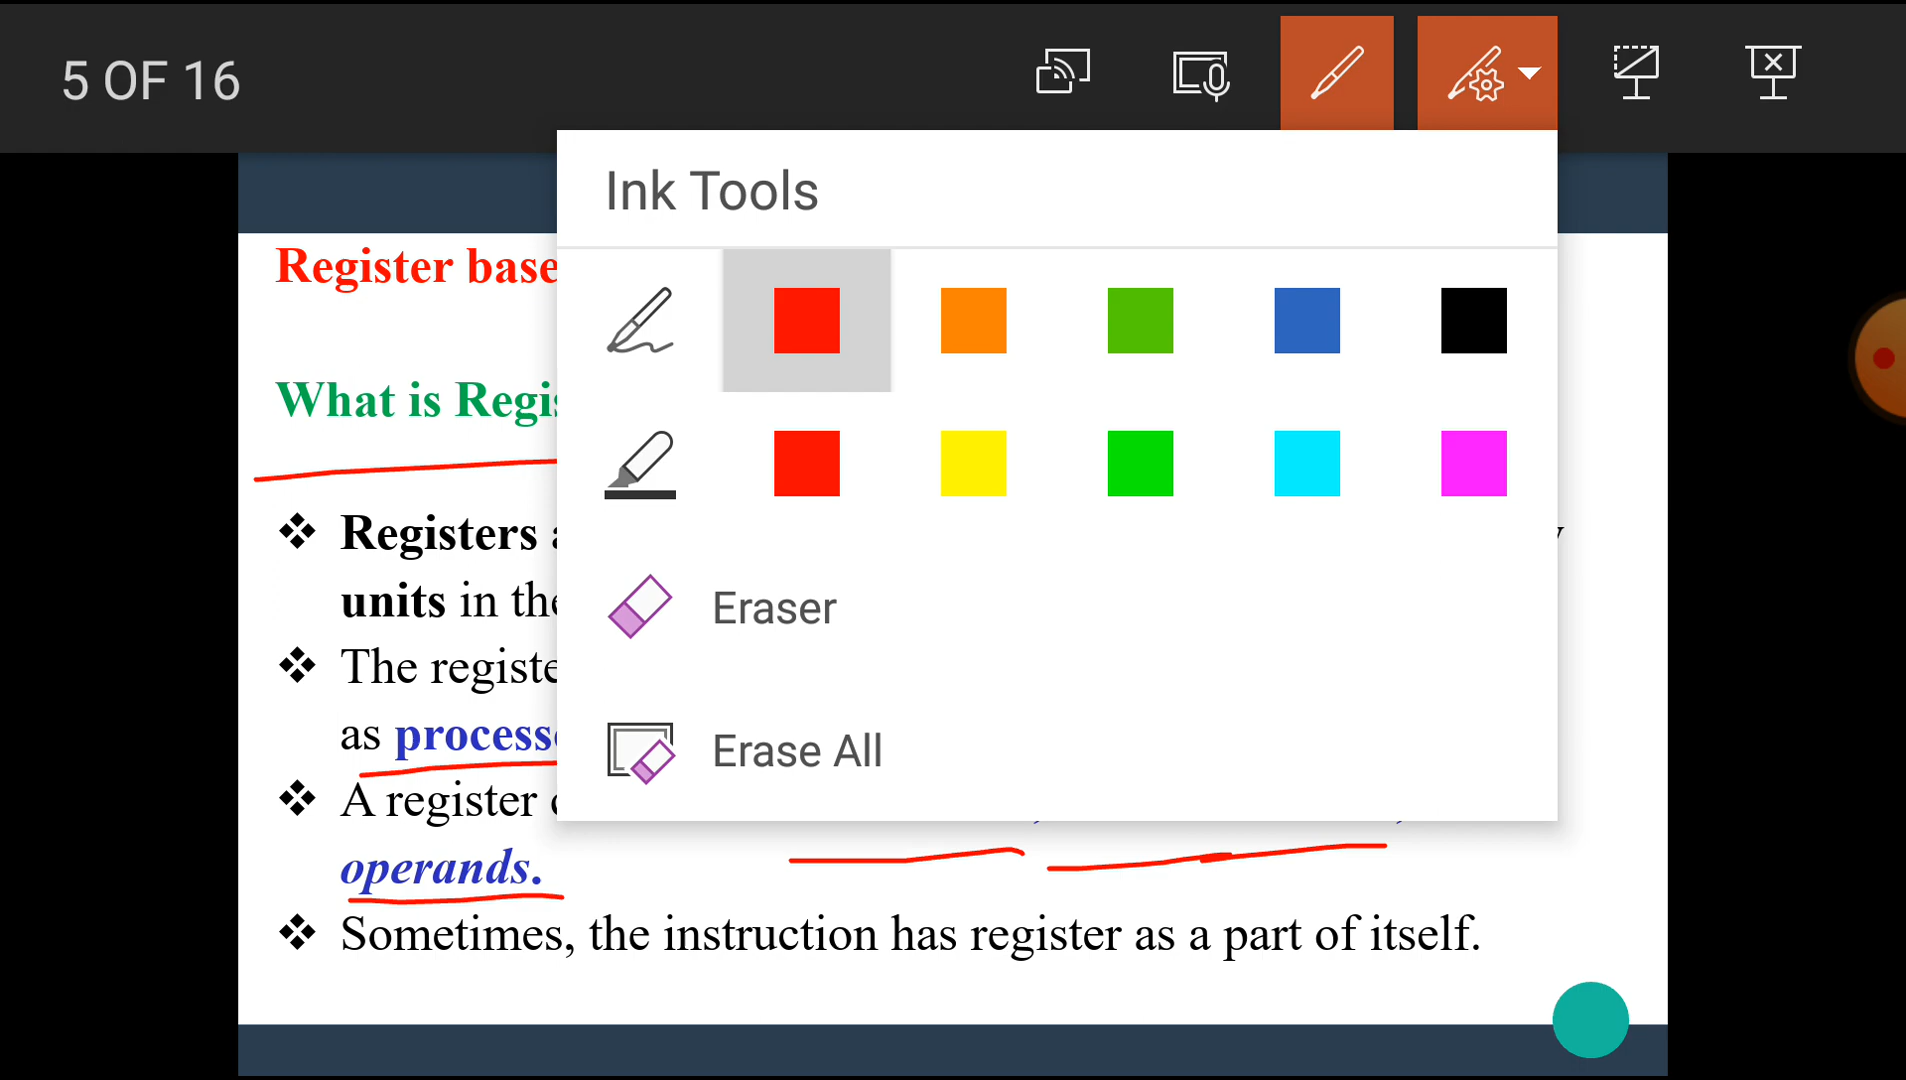 5 OF 16
Ink Tools
Register base
What is Regis
Registers
units in the
Eraser
The registe
as process
Erase All
A register
operands.
Sometimes, the instruction has register as a part of itself.